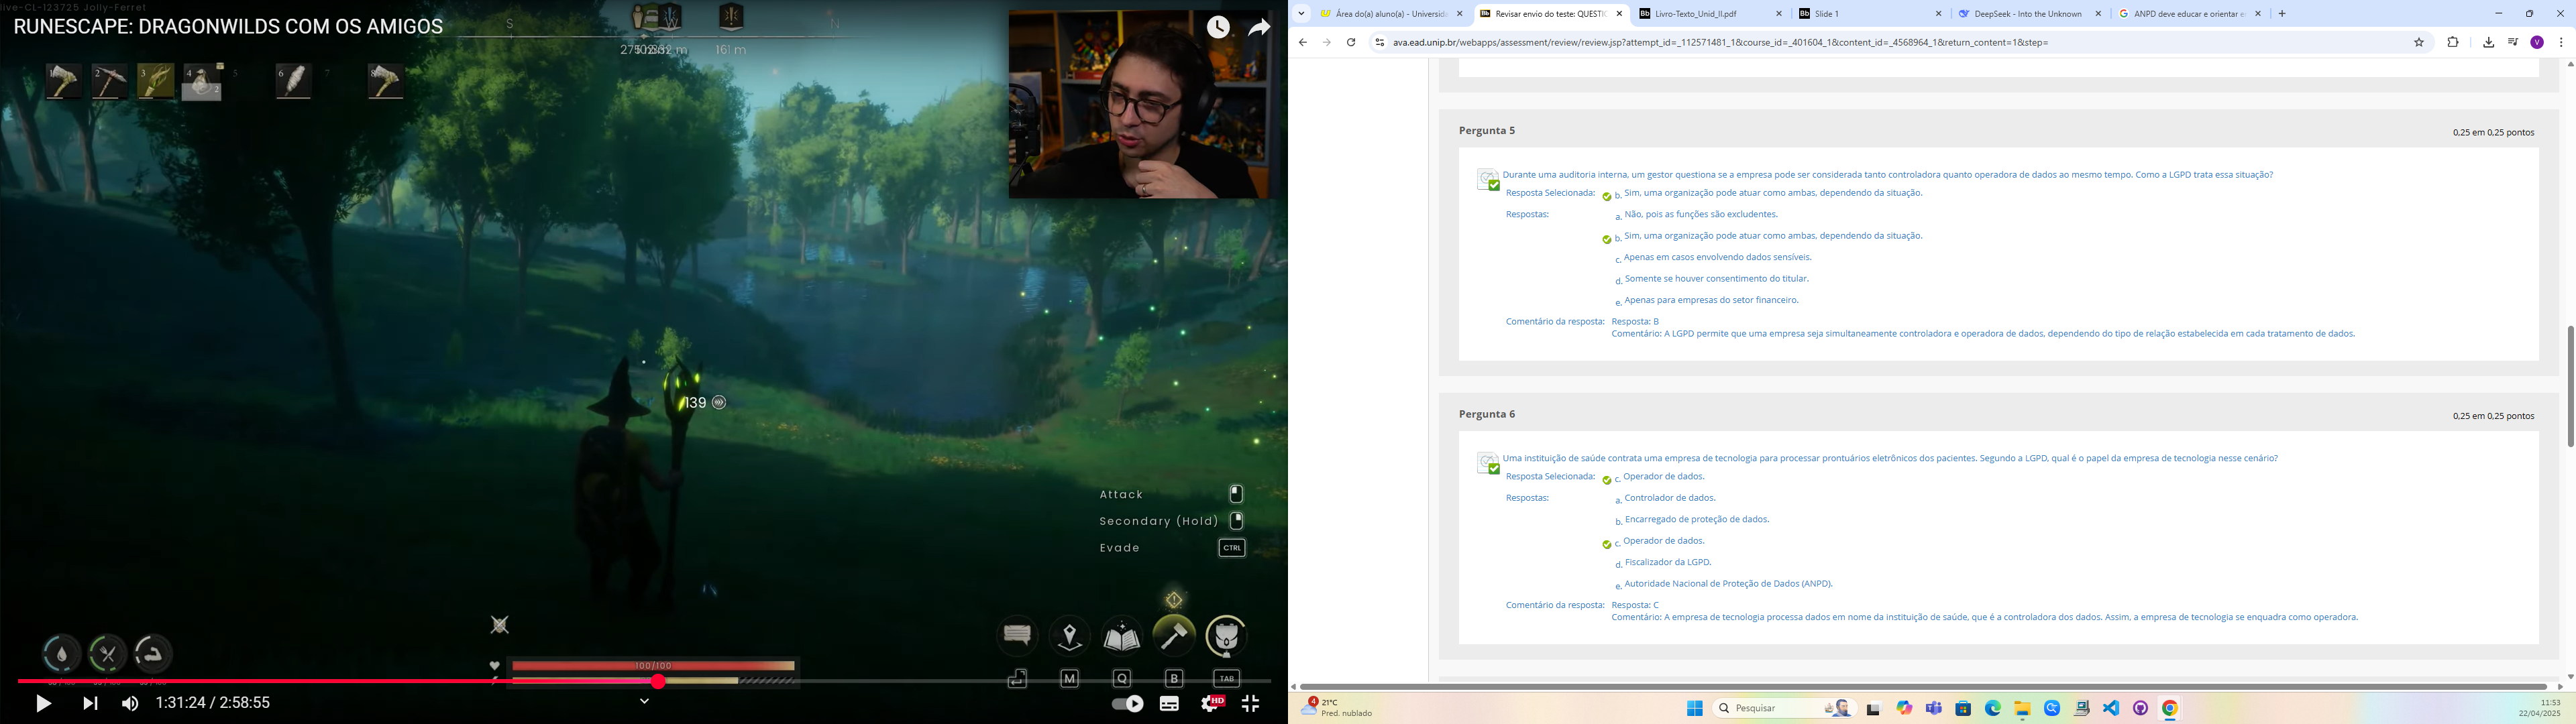 live-CL-123725 Jolly-Ferret
RUNESCAPE: DRAGONWILDS COM OS AMIGOS
S
W
N
161 m
1
2
3
4
5
6
7
8
2
139
Attack
Secondary (Hold)
Evade
CTRL
100/100
M
Q
B
TAB
1:31:24 / 2:58:55
HD
Área do(a) aluno(a) - Universid
Revisar envio do teste: QUESTIO
Livro-Texto_Unid_II.pdf
Slide 1
DeepSeek - Into the Unknown
ANPD deve educar e orientar e
ava.ead.unip.br/webapps/assessment/review/review.jsp?attempt_id=_112571481_1&course_id=_401604_1&content_id=_4568964_1&return_content=1&step=
V
Pergunta 5
0,25 em 0,25 pontos
Durante uma auditoria interna, um gestor questiona se a empresa pode ser considerada tanto controladora quanto operadora de dados ao mesmo tempo. Como a LGPD trata essa situação?
Resposta Selecionada: b. Sim, uma organização pode atuar como ambas, dependendo da situação.
Respostas: a. Não, pois as funções são excludentes.
b. Sim, uma organização pode atuar como ambas, dependendo da situação.
c. Apenas em casos envolvendo dados sensíveis.
d. Somente se houver consentimento do titular.
e. Apenas para empresas do setor financeiro.
Comentário da resposta: Resposta: B
Comentário: A LGPD permite que uma empresa seja simultaneamente controladora e operadora de dados, dependendo do tipo de relação estabelecida em cada tratamento de dados.
Pergunta 6
0,25 em 0,25 pontos
Uma instituição de saúde contrata uma empresa de tecnologia para processar prontuários eletrônicos dos pacientes. Segundo a LGPD, qual é o papel da empresa de tecnologia nesse cenário?
Resposta Selecionada: c. Operador de dados.
Respostas: a. Controlador de dados.
b. Encarregado de proteção de dados.
c. Operador de dados.
d. Fiscalizador da LGPD.
e. Autoridade Nacional de Proteção de Dados (ANPD).
Comentário da resposta: Resposta: C
Comentário: A empresa de tecnologia processa dados em nome da instituição de saúde, que é a controladora dos dados. Assim, a empresa de tecnologia se enquadra como operadora.
4
21°C
Pred. nublado
Pesquisar
11:53
22/04/2025